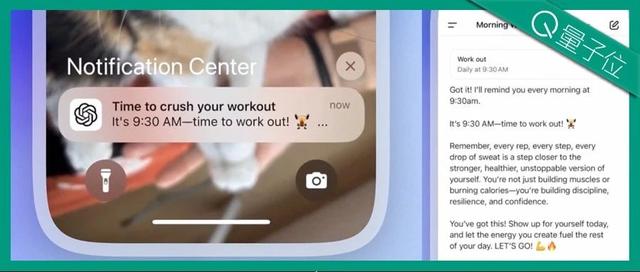 Notification Center
Time to crush your workout
now
It's 9:30 AM—time to work out! 🏋️ ...
Morning W
量子位
Work out
Daily at 9:30 AM
Got it! I'll remind you every morning at
9:30am.
It's 9:30 AM—time to work out! 🏋️
Remember, every rep, every step, every
drop of sweat is a step closer to the
stronger, healthier, unstoppable version of
yourself. You're not just building muscles or
burning calories—you're building discipline,
resilience, and confidence.
You've got this! Show up for yourself today,
and let the energy you create fuel the rest
of your day. LET'S GO! 💪🔥